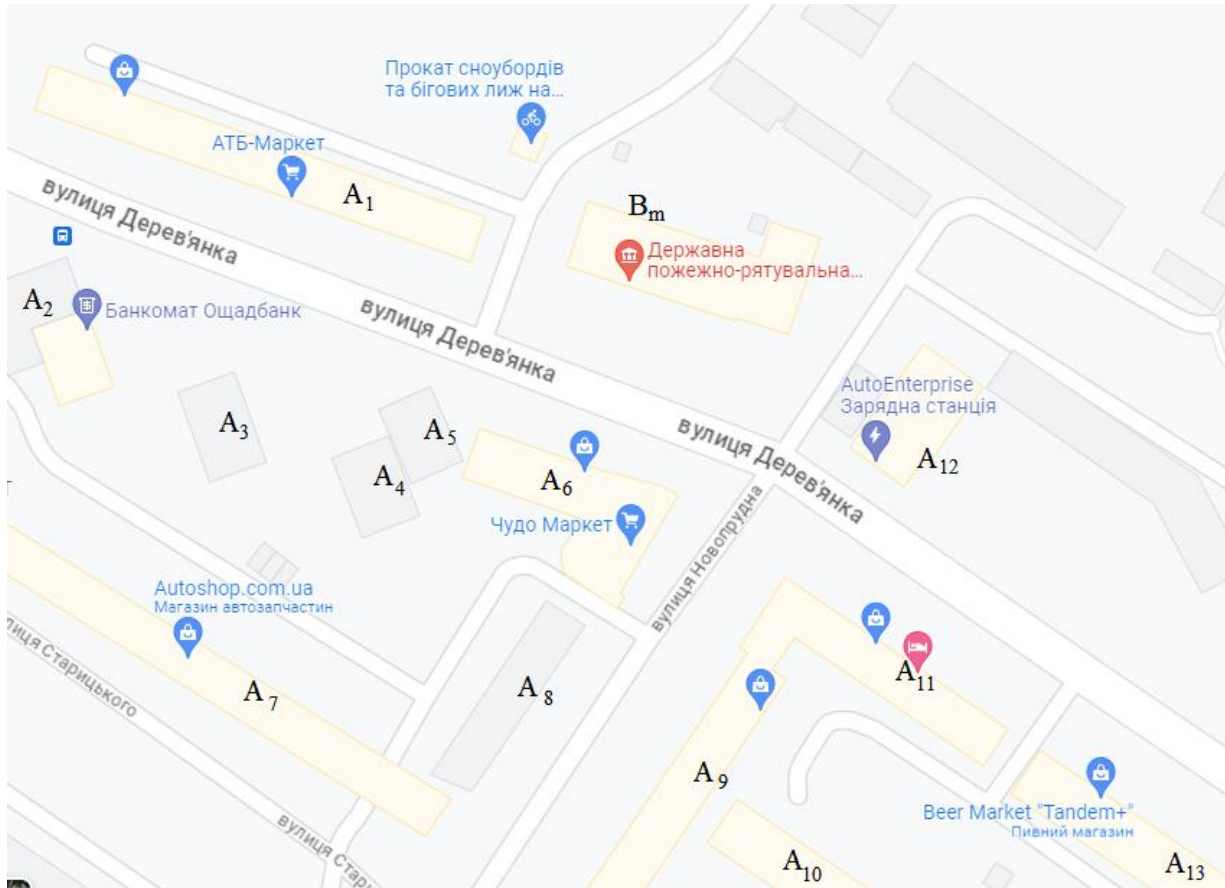 Прокат сноубордів
та бігових лиж на...
АТБ-Маркет
A1
вулиця Дерев'янка
Bm
Державна
пожежно-рятувальна...
A2
Банкомат Ощадбанк
вулиця Дерев'янка
AutoEnterprise
Зарядна станція
A3
A5
вулиця Дерев'янка
A12
A4
A6
Чудо Маркет
вулиця Новопрудна
Autoshop.com.ua
Магазин автозапчастин
лиця Старицького
A7
A8
A11
A9
Beer Market "Tandem+"
Пивний магазин
вулиця Стари
A10
A13